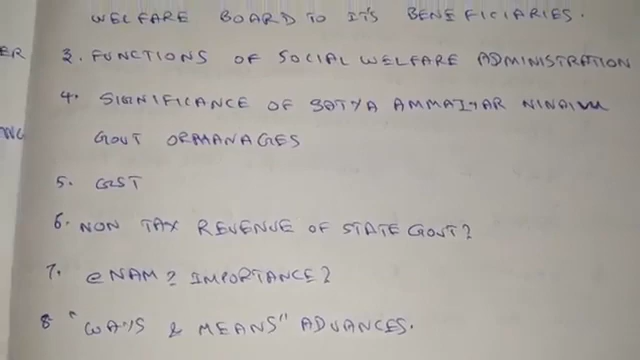 WELFARE BOARD TO IT'S BENEFICIARIES.
ER 3. FUNCTIONS OF SOCIAL WELFARE ADMINISTRATION
4. SIGNIFICANCE OF SATYA AMMAIYAR NINAIVU
GOVT ORPHANAGES
5. GST
6. NON TAX REVENUE OF STATE GOVT?
7. eNAM? IMPORTANCE?
8. "WAYS & MEANS" ADVANCES.